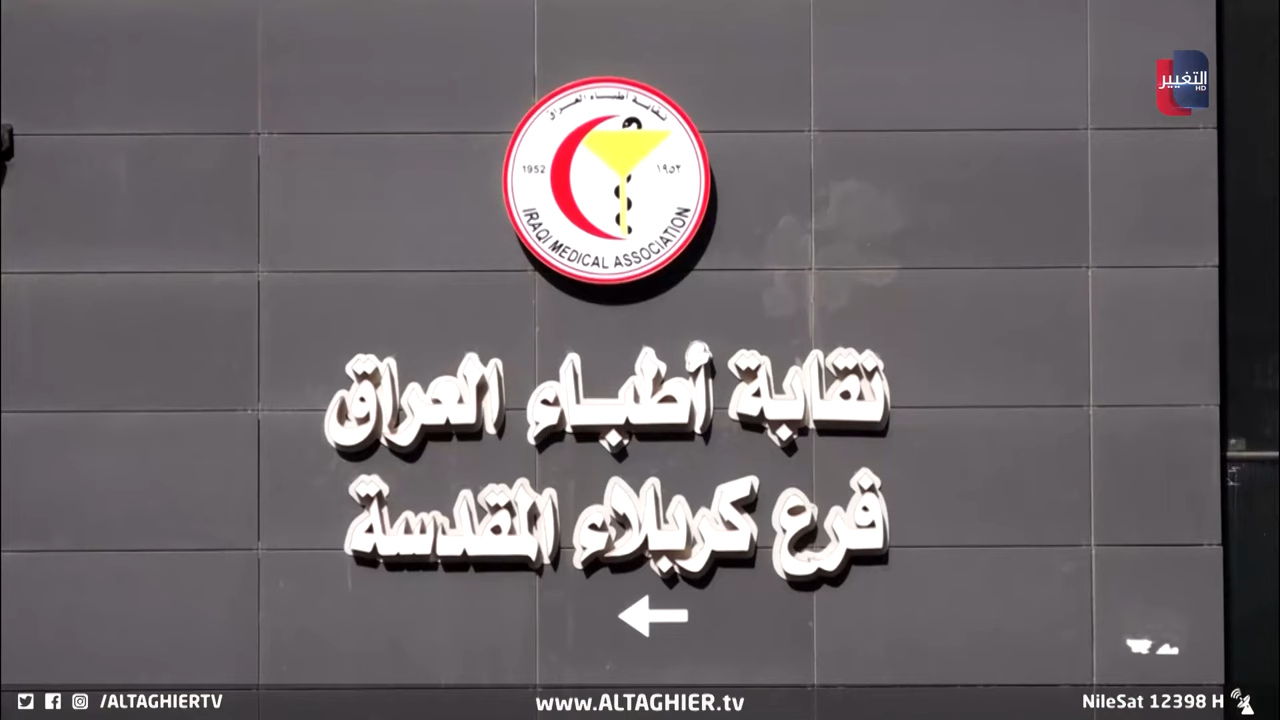 التغيير
HD
نقابة أطباء العراق
1952
١٩٥٢
IRAQI MEDICAL ASSOCIATION
نقابة أطبـاء العراق
فرع كربلاء المقدسة
/ALTAGHIERTV
www.ALTAGHIER.tv
NileSat 12398 H